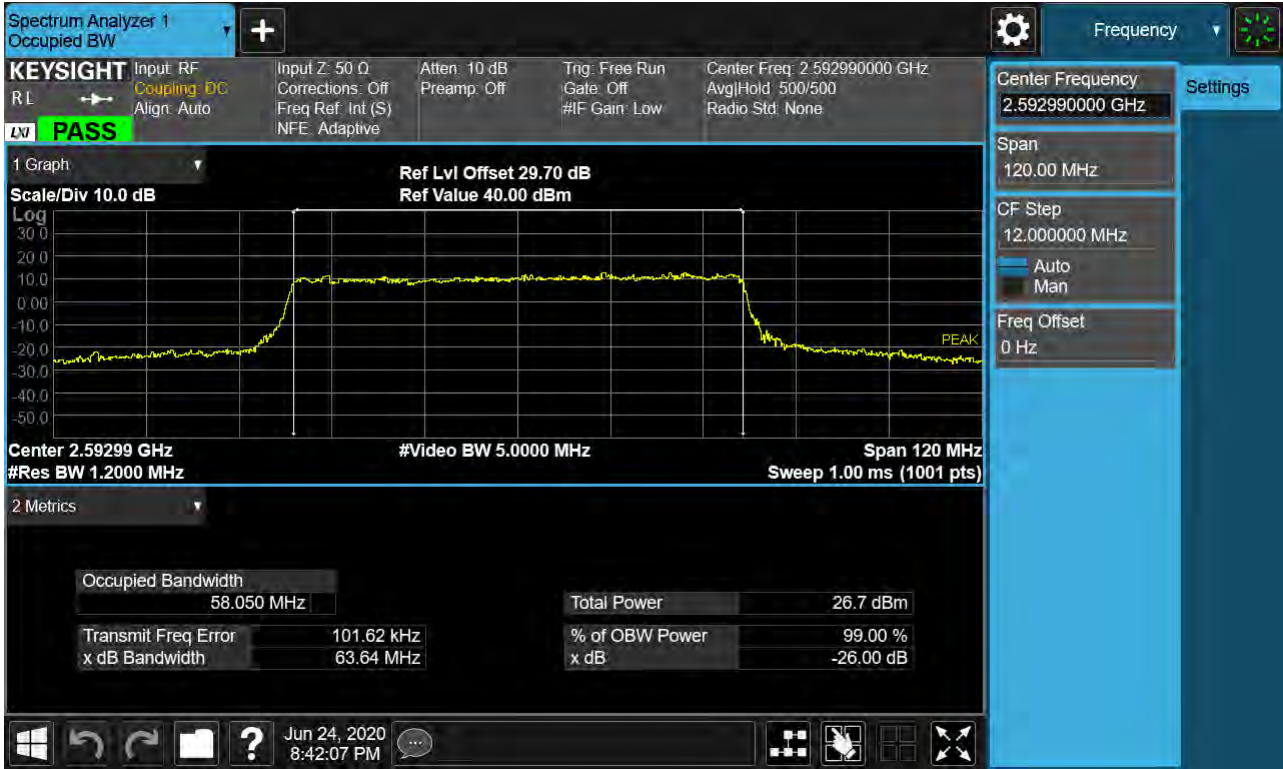 Spectrum Analyzer 1
Occupied BW
+
Frequency
KEYSIGHT
RL
LXI
PASS
Input: RF
Coupling: DC
Align: Auto
Input Z: 50 Ω
Corrections: Off
Freq Ref: Int (S)
NFE: Adaptive
Atten: 10 dB
Preamp: Off
Trig: Free Run
Gate: Off
#IF Gain: Low
Center Freq: 2.592990000 GHz
Avg|Hold: 500/500
Radio Std: None
1 Graph
Scale/Div 10.0 dB
Ref Lvl Offset 29.70 dB
Ref Value 40.00 dBm
Log
30.0
20.0
10.0
0.00
-10.0
-20.0
-30.0
-40.0
-50.0
PEAK
Center 2.59299 GHz
#Video BW 5.0000 MHz
Span 120 MHz
#Res BW 1.2000 MHz
Sweep 1.00 ms (1001 pts)
2 Metrics
Occupied Bandwidth
58.050 MHz
Total Power 26.7 dBm
Transmit Freq Error 101.62 kHz
% of OBW Power 99.00 %
x dB Bandwidth 63.64 MHz
x dB -26.00 dB
Center Frequency
2.592990000 GHz
Settings
Span
120.00 MHz
CF Step
12.000000 MHz
Auto
Man
Freq Offset
0 Hz
?
Jun 24, 2020
8:42:07 PM